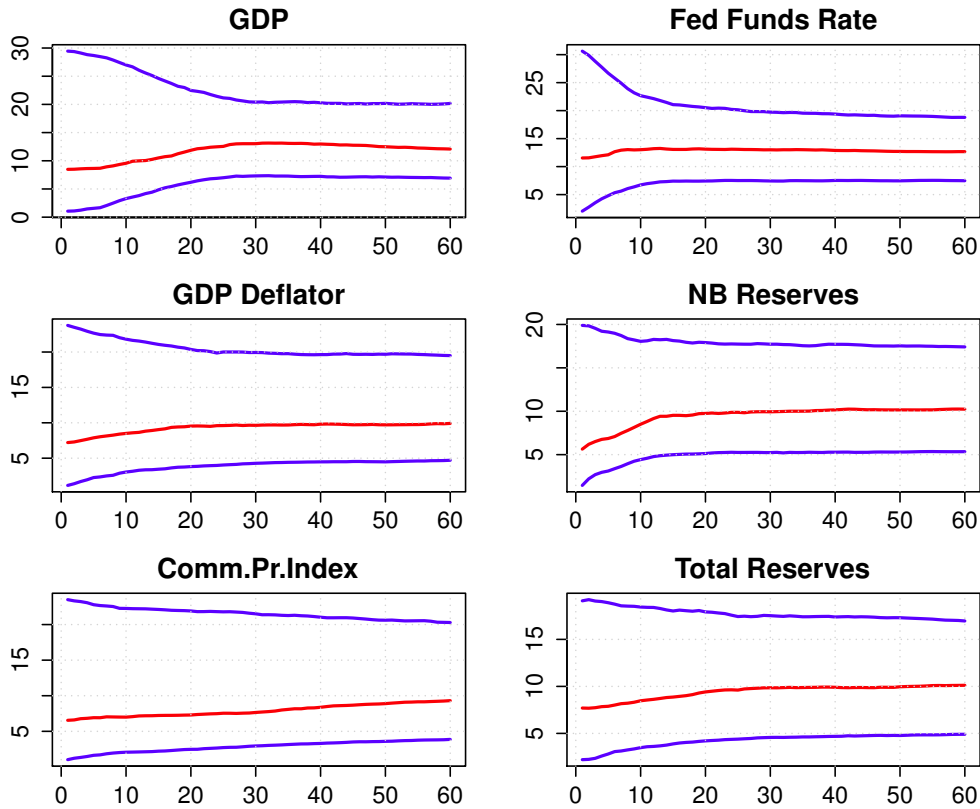 GDP
0 10 20 30
0 10 20 30 40 50 60
Fed Funds Rate
5 15 25
0 10 20 30 40 50 60
GDP Deflator
5 15
0 10 20 30 40 50 60
NB Reserves
5 10 20
0 10 20 30 40 50 60
Comm.Pr.Index
5 15
0 10 20 30 40 50 60
Total Reserves
5 10 15
0 10 20 30 40 50 60